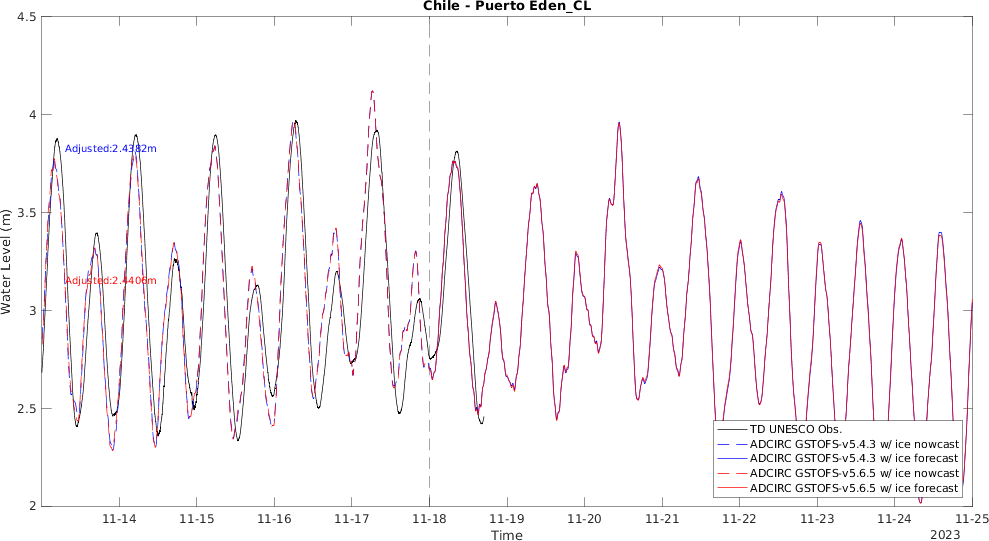 Chile - Puerto Eden_CL
4.5
4
3.5
3
2.5
2
Water Level (m)
Adjusted:2.4382m
Adjusted:2.4406m
TD UNESCO Obs.
ADCIRC GSTOFS-v5.4.3 w/ ice nowcast
ADCIRC GSTOFS-v5.4.3 w/ ice forecast
ADCIRC GSTOFS-v5.6.5 w/ ice nowcast
ADCIRC GSTOFS-v5.6.5 w/ ice forecast
11-14 11-15 11-16 11-17 11-18 11-19 11-20 11-21 11-22 11-23 11-24 11-25
Time
2023